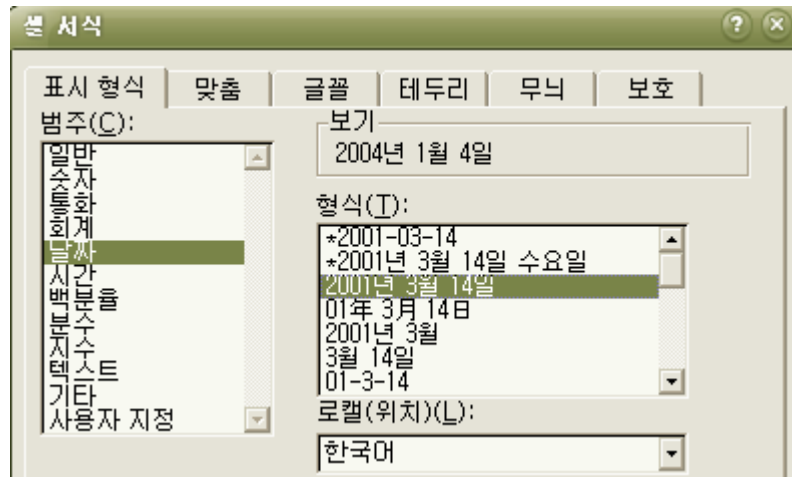 셀 서식
표시 형식 맞춤 글꼴 테두리 무늬 보호
범주(C):
일반
숫자
통화
회계
날짜
시간
백분율
분수
지수
텍스트
기타
사용자 지정
보기
2004년 1월 4일
형식(T):
*2001-03-14
*2001년 3월 14일 수요일
2001년 3월 14일
01年 3月 14日
2001년 3월
3월 14일
01-3-14
로캘(위치)(L):
한국어